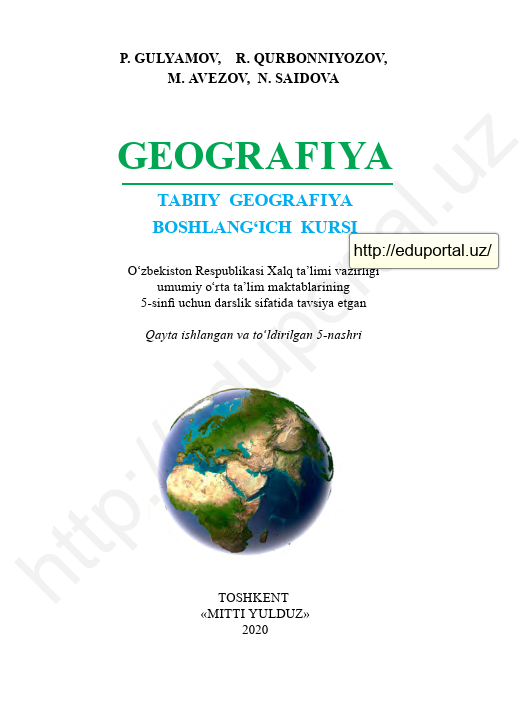 P. GULYAMOV, R. QURBONNIYOZOV,
M. AVEZOV, N. SAIDOVA
GEOGRAFIYA
TABIIY GEOGRAFIYA
BOSHLANG‘ICH KURSI
http://eduportal.uz/
O‘zbekiston Respublikasi Xalq ta’limi vazirligi
umumiy o‘rta ta’lim maktablarining
5-sinfi uchun darslik sifatida tavsiya etgan
Qayta ishlangan va to‘ldirilgan 5-nashri
http://eduportal.uz
TOSHKENT
«MITTI YULDUZ»
2020